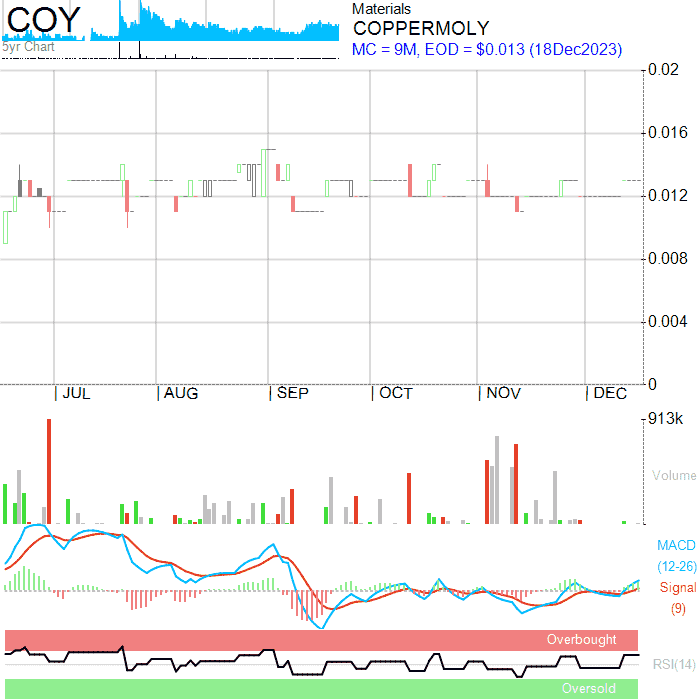 COY
5yr Chart
Materials
COPPERMOLY
MC = 9M, EOD = $0.013 (18Dec2023)
0.02
0.016
0.012
0.008
0.004
0
JUL AUG SEP OCT NOV DEC
913k
Volume
MACD
(12-26)
Signal
(9)
Overbought
RSI(14)
Oversold